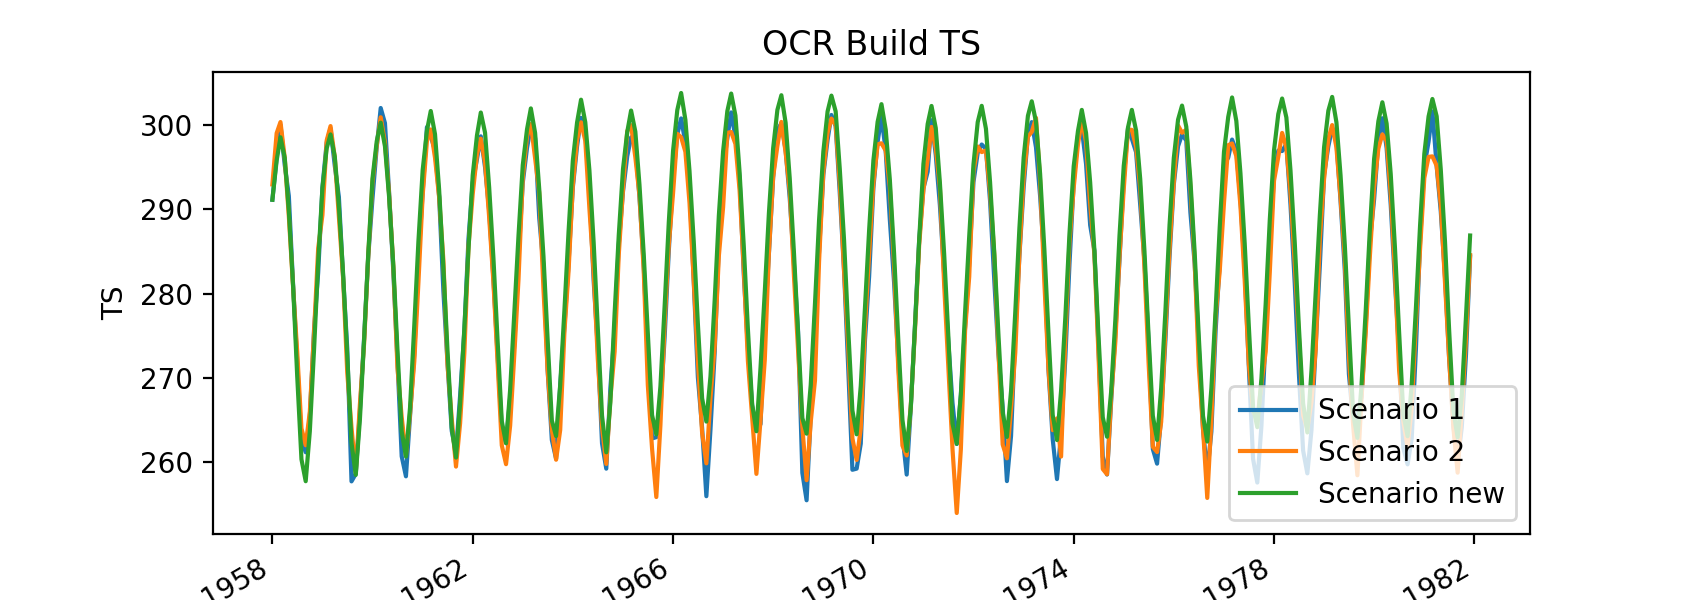 OCR Build TS
TS
300
290
280
270
260
Scenario 1
Scenario 2
Scenario new
1958
1962
1966
1970
1974
1978
1982